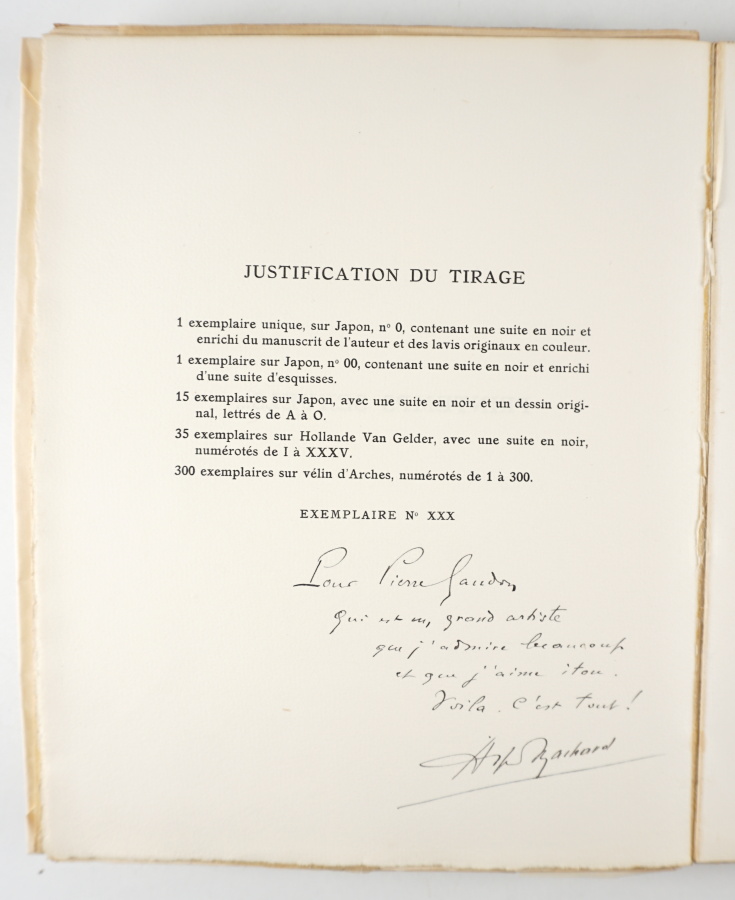 JUSTIFICATION DU TIRAGE
1 exemplaire unique, sur Japon, nº 0, contenant une suite en noir et
enrichi du manuscrit de l'auteur et des lavis originaux en couleur.
1 exemplaire sur Japon, nº 00, contenant une suite en noir et enrichi
d'une suite d'esquisses.
15 exemplaires sur Japon, avec une suite en noir et un dessin origi-
nal, lettrés de A à O.
35 exemplaires sur Hollande Van Gelder, avec une suite en noir,
numérotés de I à XXXV.
300 exemplaires sur vélin d'Arches, numérotés de 1 à 300.
EXEMPLAIRE Nº XXX
Pour Pierre Gandon,
qui est un grand artiste
que j'admire beaucoup
et que j'aime itou.
Voilà. C'est tout !
Alf Machard